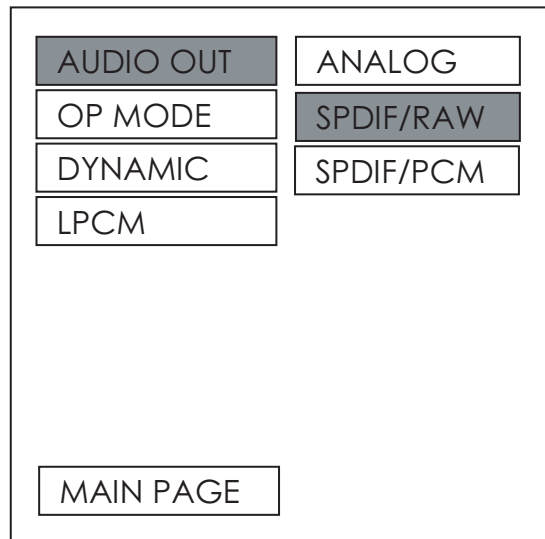 AUDIO OUT
OP MODE
DYNAMIC
LPCM
ANALOG
SPDIF/RAW
SPDIF/PCM
MAIN PAGE